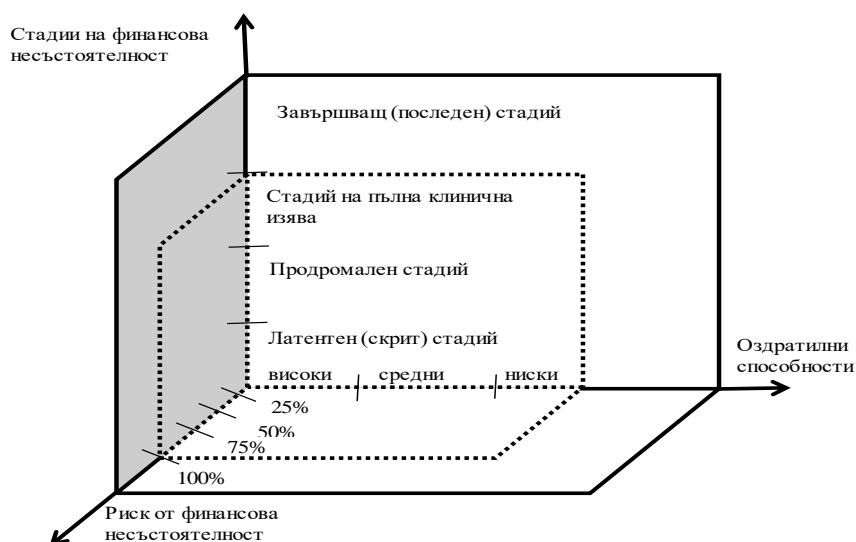 Стадии на финансова
несъстоятелност
Завършващ (последен) стадий
Стадий на пълна клинична
изява
Продромален стадий
Латентен (скрит) стадий
високи средни ниски
Оздратилни
способности
25%
50%
75%
100%
Риск от финансова
несъстоятелност